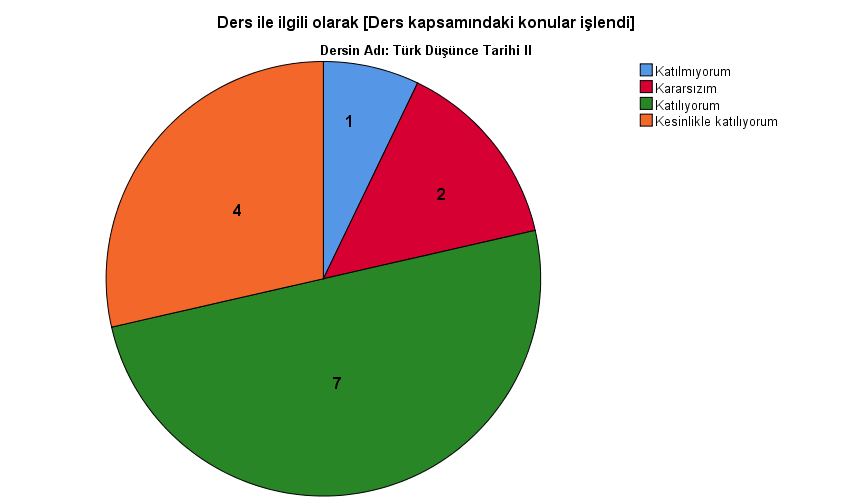 Ders ile ilgili olarak [Ders kapsamındaki konular işlendi]
Dersin Adı: Türk Düşünce Tarihi II
Katılmıyorum
Kararsızım
Katılıyorum
Kesinlikle katılıyorum
1
2
4
7